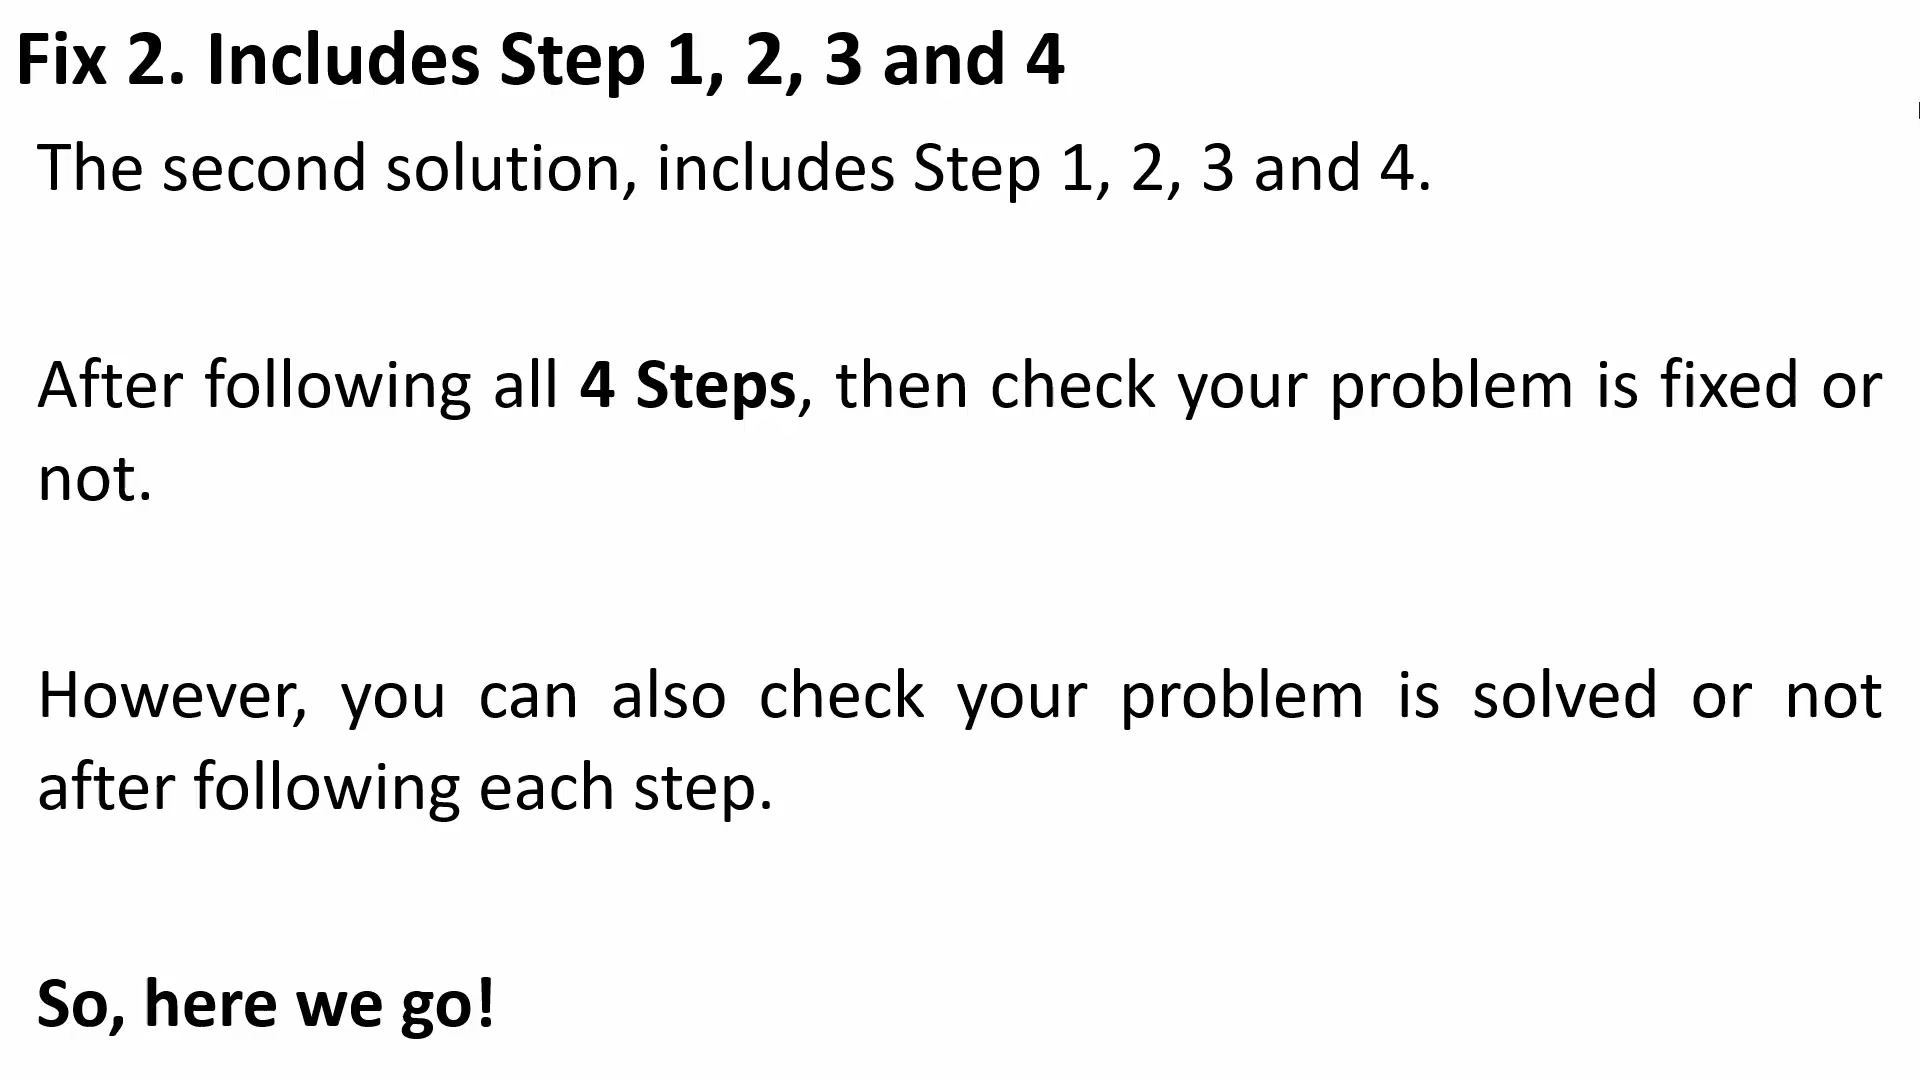 Fix 2. Includes Step 1, 2, 3 and 4
The second solution, includes Step 1, 2, 3 and 4.
After following all 4 Steps, then check your problem is fixed or
not.
However, you can also check your problem is solved or not
after following each step.
So, here we go!